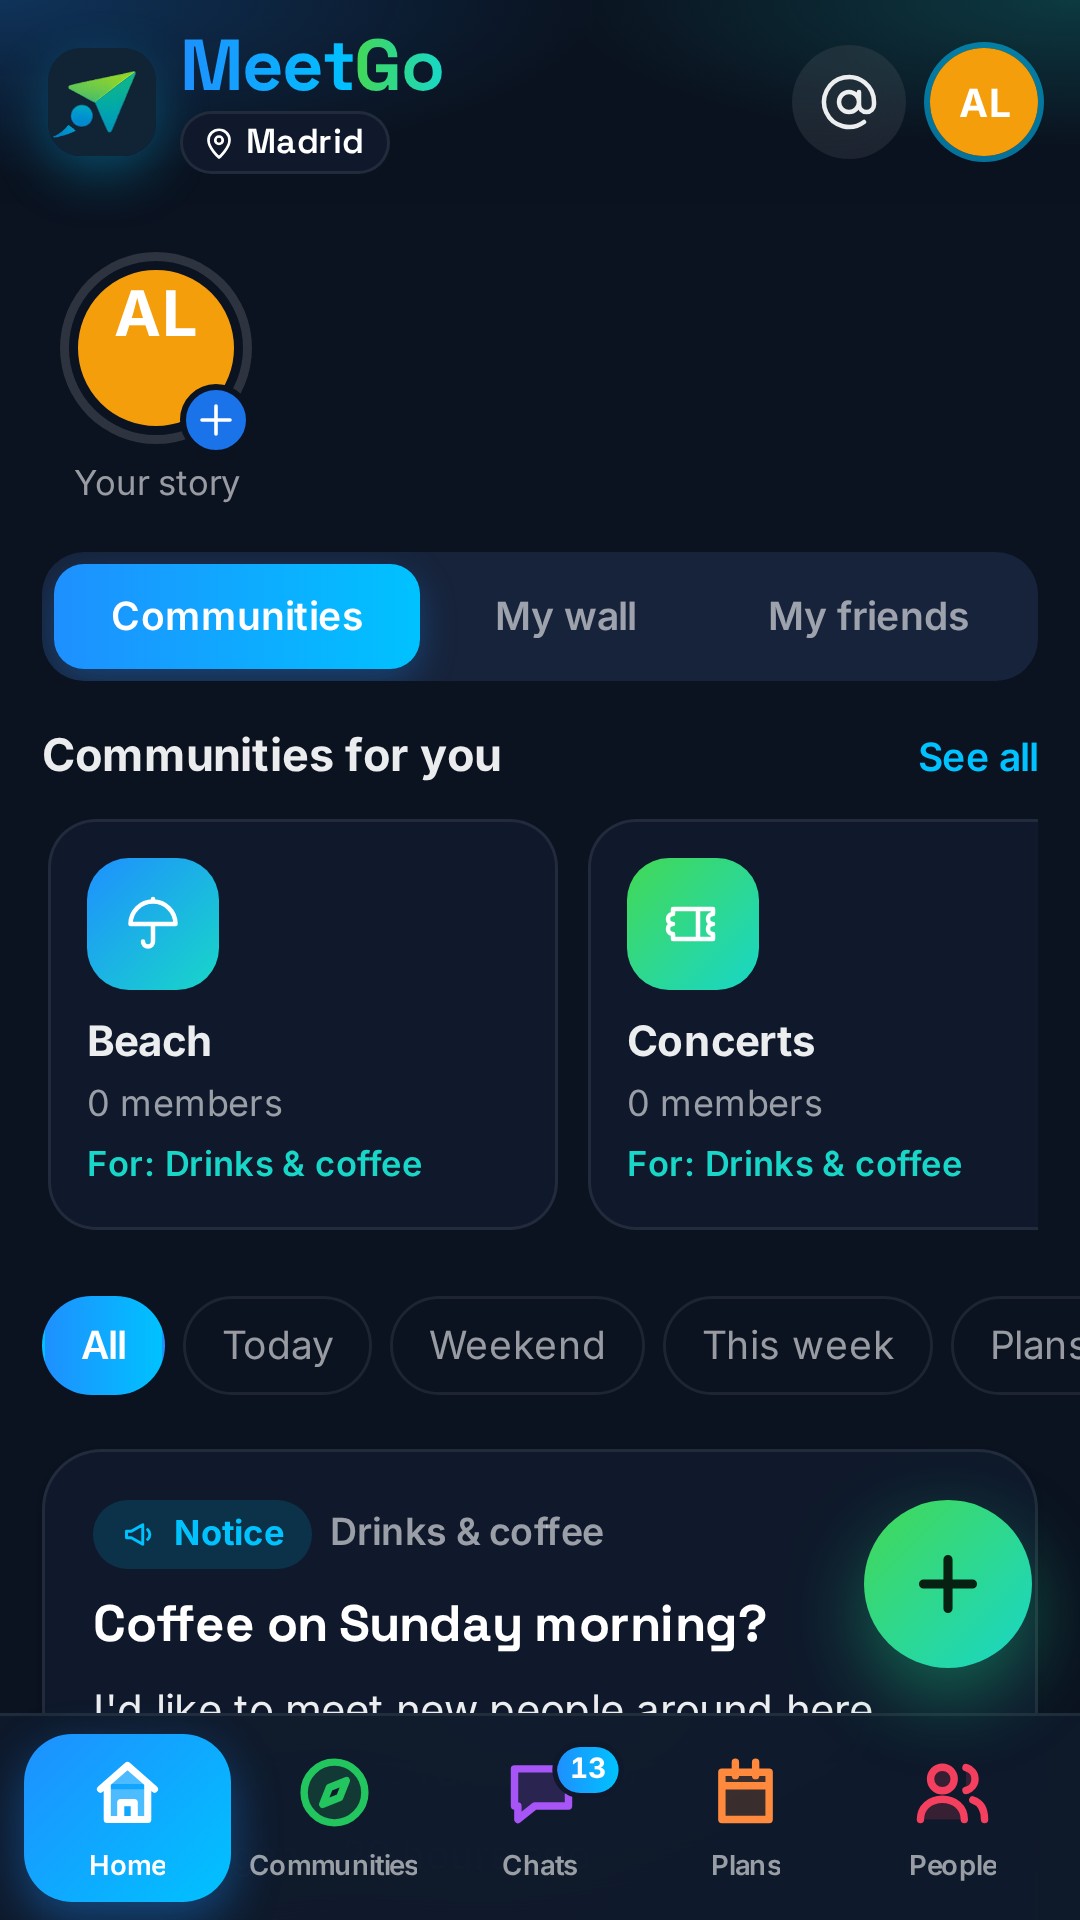 MeetGo
Madrid
AL
AL
Your story
Communities
My wall
My friends
Communities for you
See all
Beach
0 members
For: Drinks & coffee
Concerts
0 members
For: Drinks & coffee
All
Today
Weekend
This week
Plans
Notice
Drinks & coffee
Coffee on Sunday morning?
I'd like to meet new people around here
13
Home
Communities
Chats
Plans
People